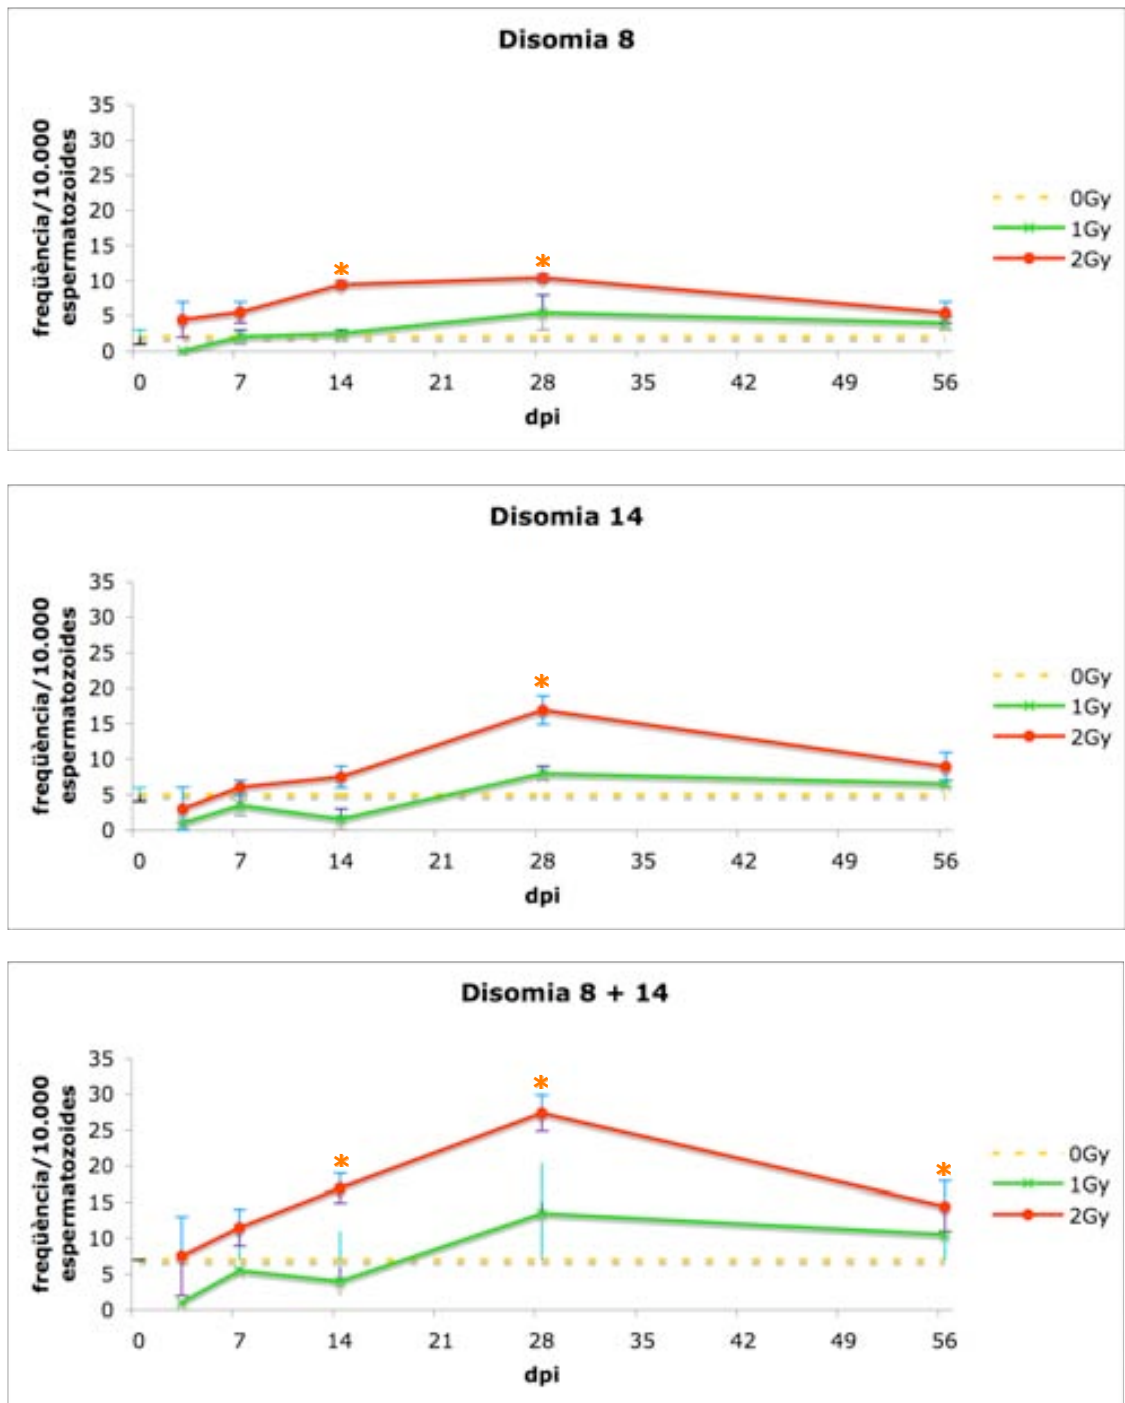 Disomia 8
freqüència/10.000
espermatozoides
35
30
25
20
15
10
5
0
* *
0 7 14 21 28 35 42 49 56
dpi
0Gy
1Gy
2Gy
Disomia 14
freqüència/10.000
espermatozoides
35
30
25
20
15
10
5
0
*
0 7 14 21 28 35 42 49 56
dpi
0Gy
1Gy
2Gy
Disomia 8 + 14
freqüència/10.000
espermatozoides
35
30
25
20
15
10
5
0
* * *
0 7 14 21 28 35 42 49 56
dpi
0Gy
1Gy
2Gy